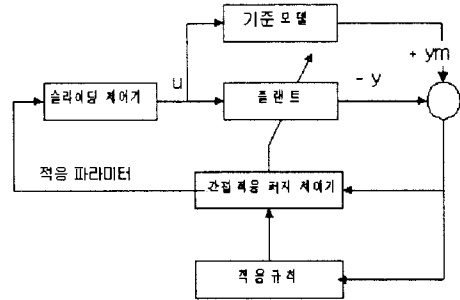 기준 모델
+ ym
슬라이딩 제어기
u
플랜트
- y
적응 파라미터
간접 적응 퍼지 제어기
적응규칙